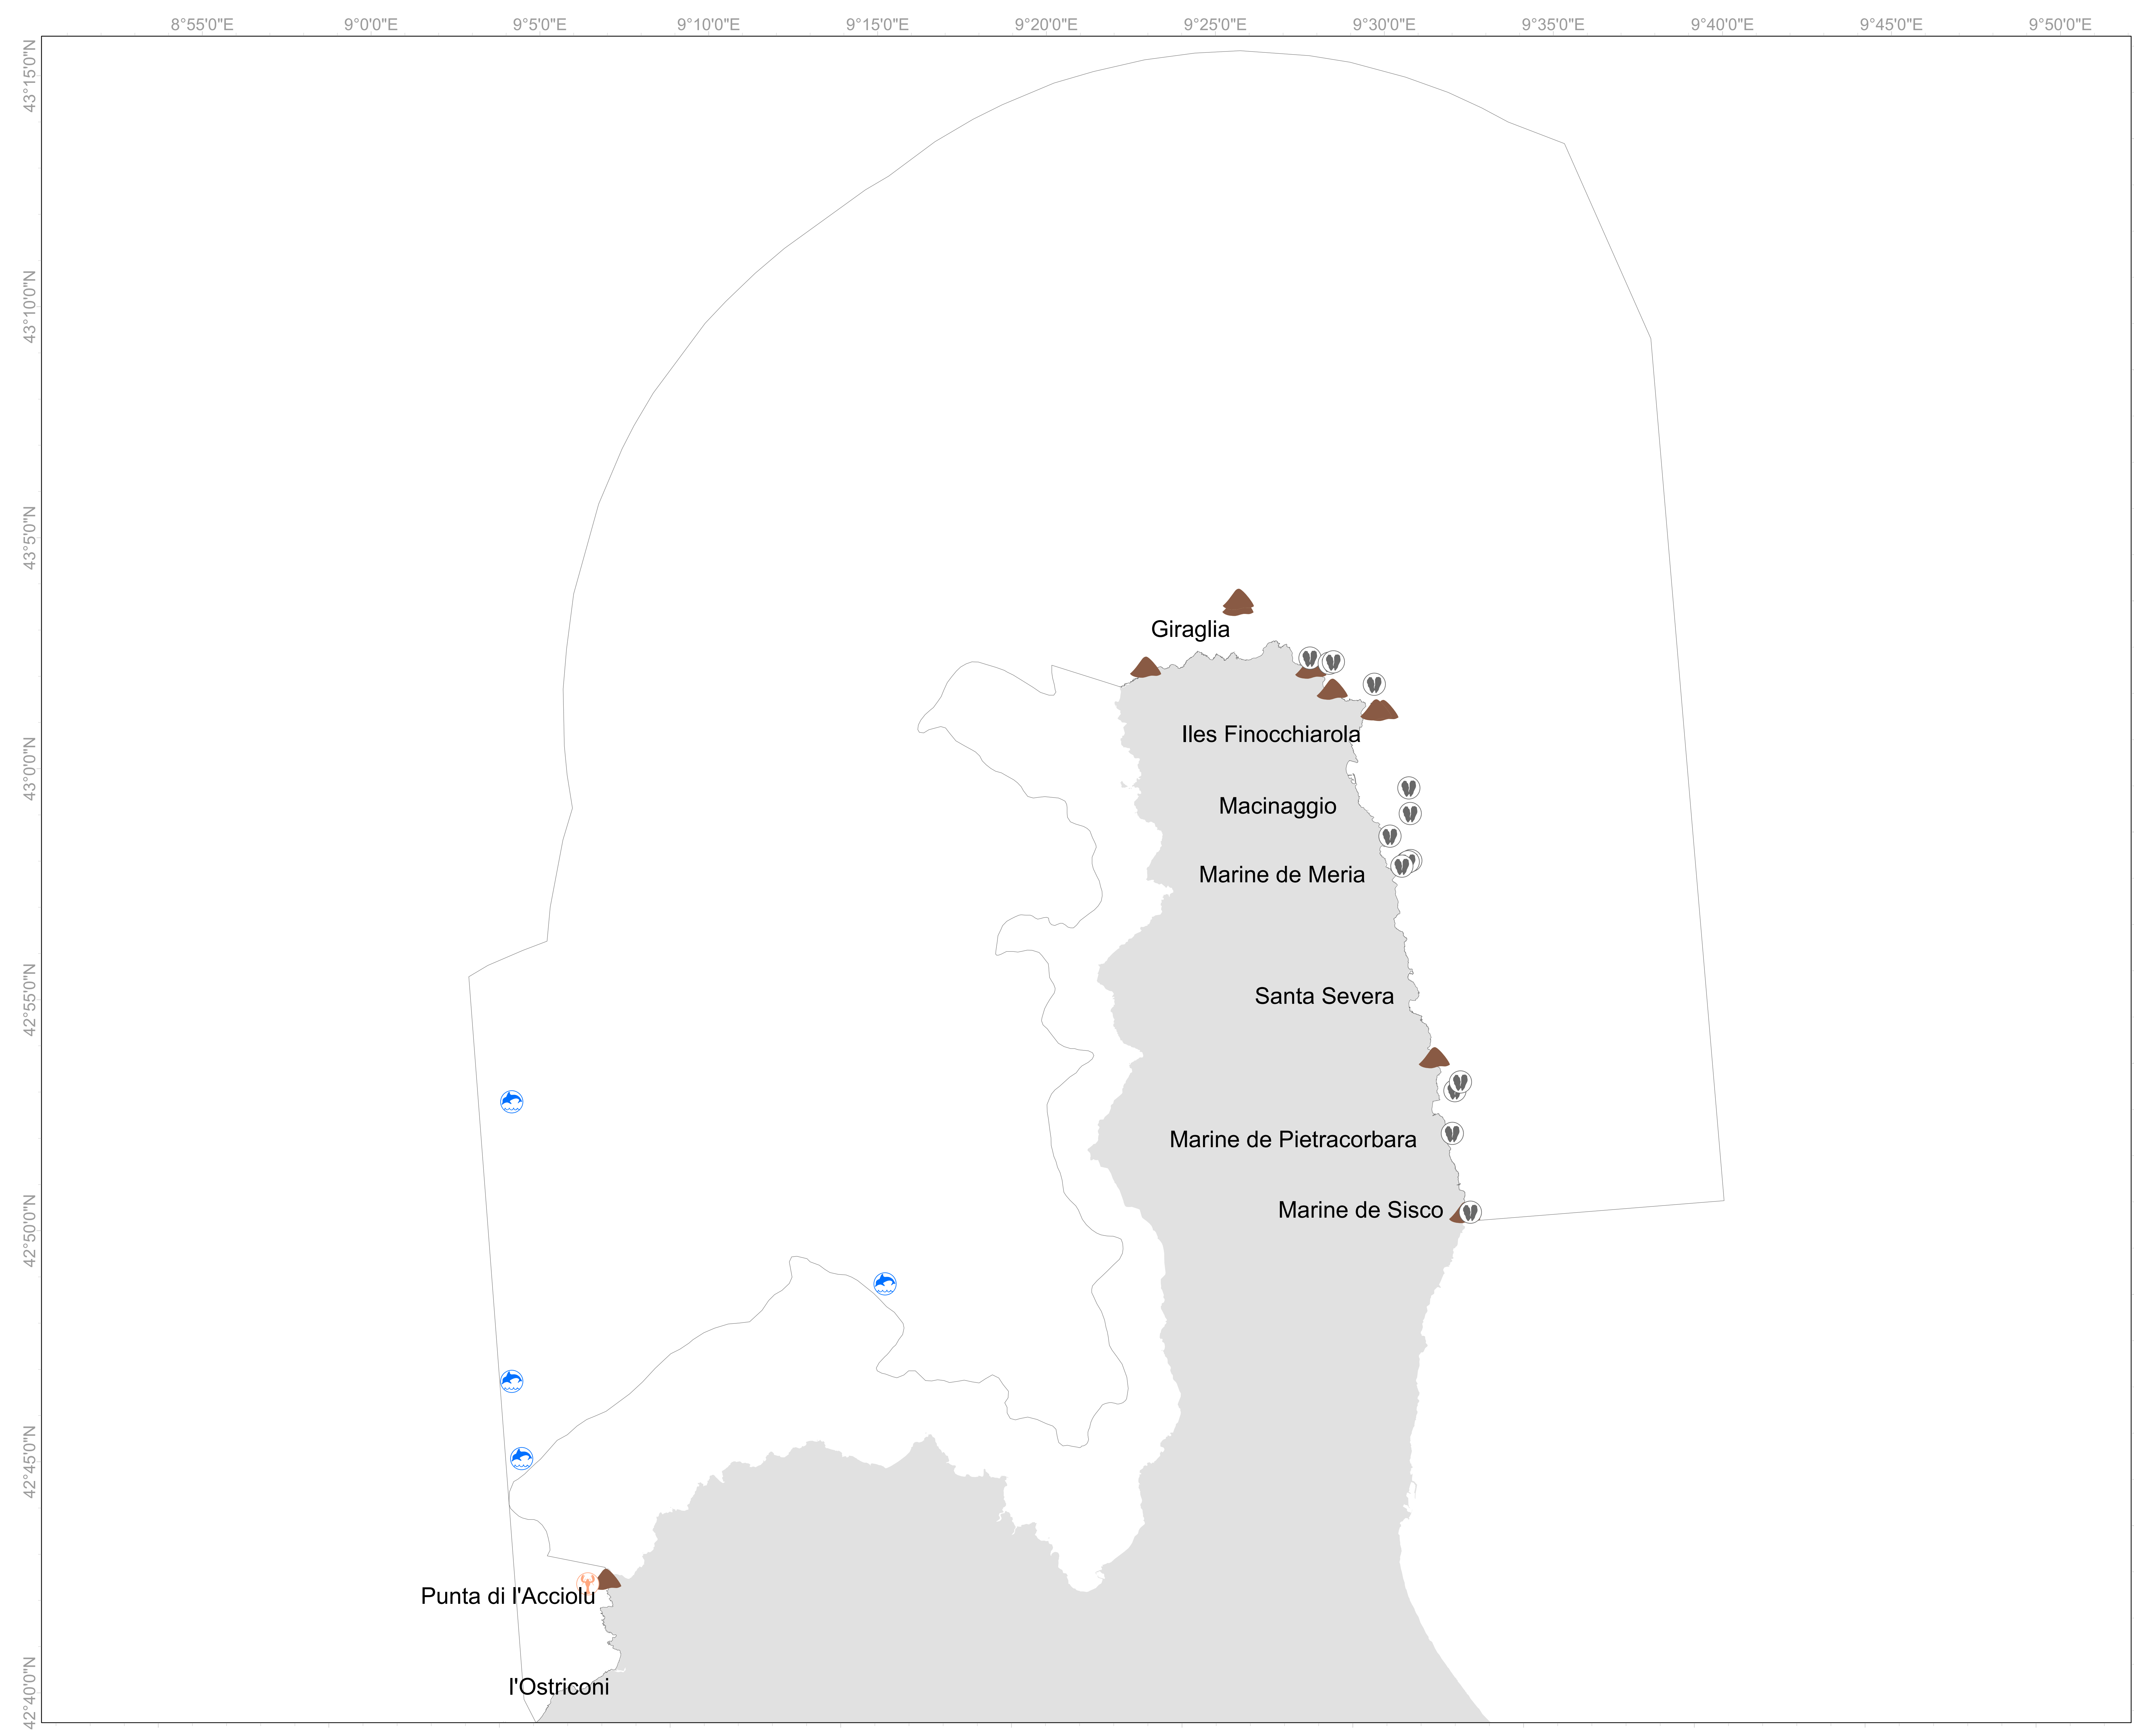 8°55'0"E
9°0'0"E
9°5'0"E
9°10'0"E
9°15'0"E
9°20'0"E
9°25'0"E
9°30'0"E
9°35'0"E
9°40'0"E
9°45'0"E
9°50'0"E
43°15'0"N
43°10'0"N
43°5'0"N
43°0'0"N
42°55'0"N
42°50'0"N
42°45'0"N
42°40'0"N
Giraglia
Iles Finocchiarola
Macinaggio
Marine de Meria
Santa Severa
Marine de Pietracorbara
Marine de Sisco
Punta di l'Acciolu
l'Ostriconi